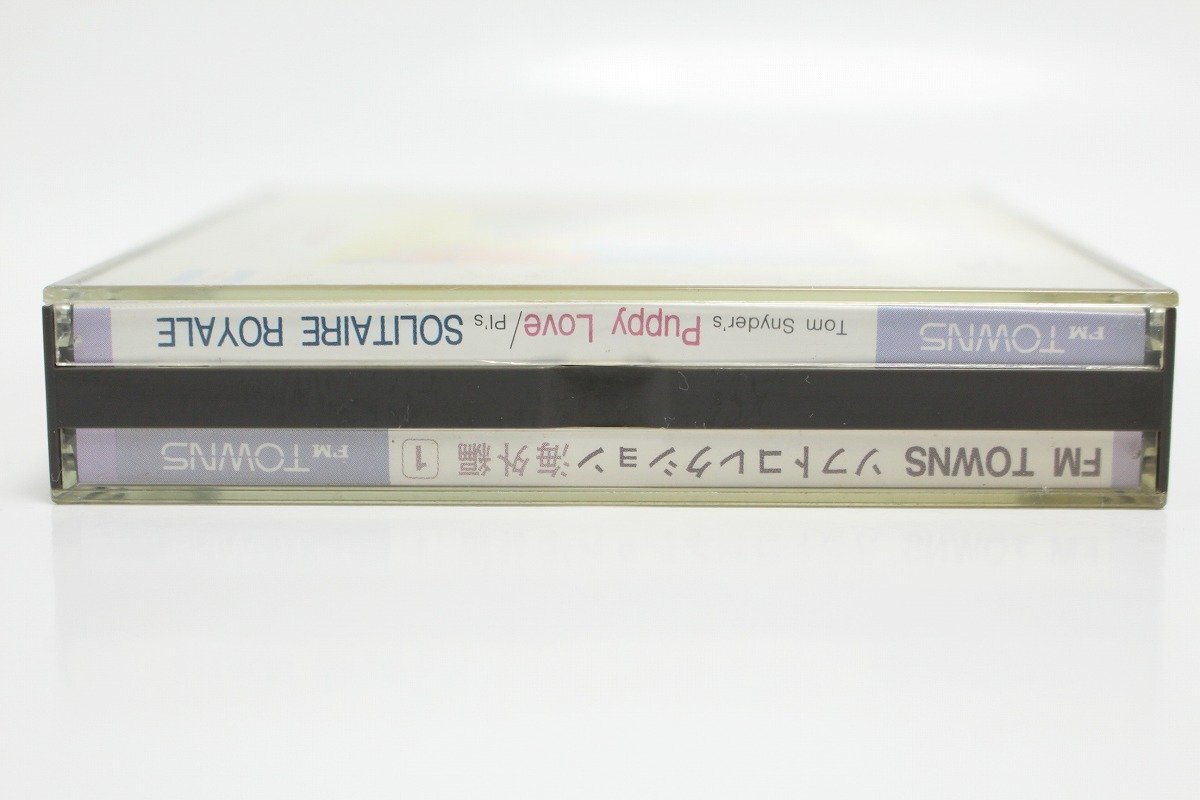 FM TOWNS ソフトコレクション海外編 1 FM TOWNS
FM TOWNS Tom Snyder's Puppy Love/PI's SOLITAIRE ROYALE